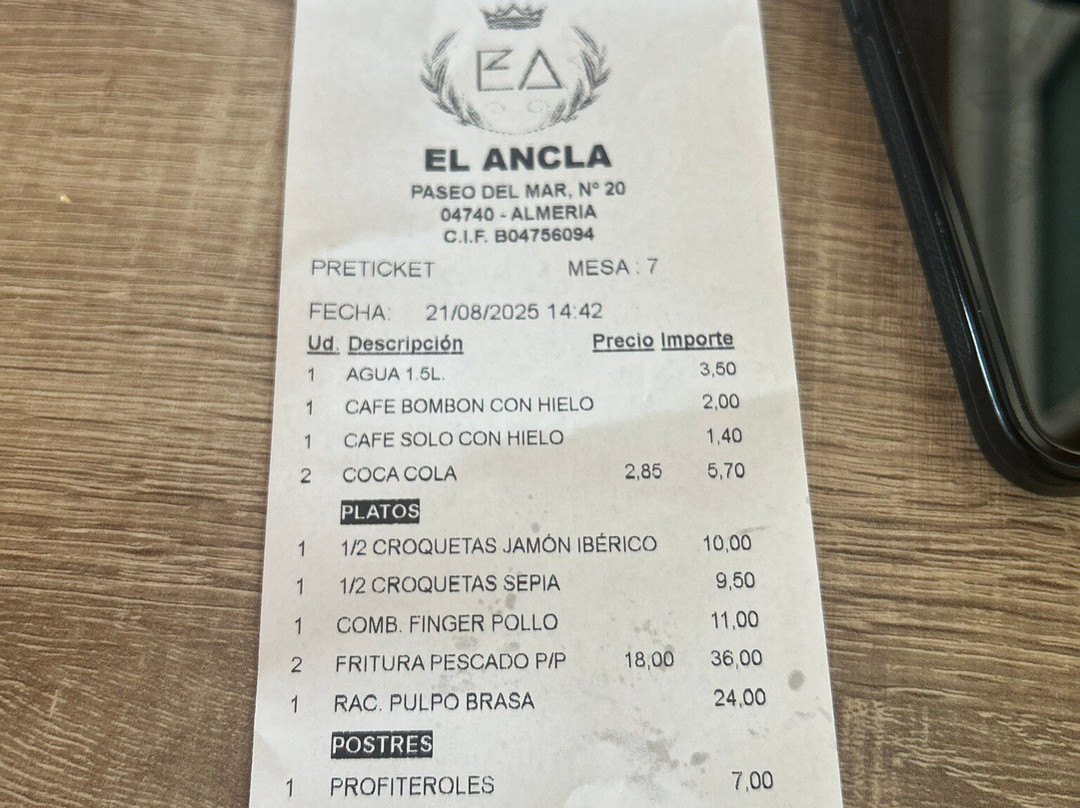 EA
EL ANCLA
PASEO DEL MAR, Nº 20
04740 - ALMERIA
C.I.F. B04756094
PRETICKET MESA : 7
FECHA: 21/08/2025 14:42
Ud. Descripción Precio Importe
1 AGUA 1.5L. 3,50
1 CAFE BOMBON CON HIELO 2,00
1 CAFE SOLO CON HIELO 1,40
2 COCA COLA 2,85 5,70
PLATOS
1 1/2 CROQUETAS JAMÓN IBÉRICO 10,00
1 1/2 CROQUETAS SEPIA 9,50
1 COMB. FINGER POLLO 11,00
2 FRITURA PESCADO P/P 18,00 36,00
1 RAC. PULPO BRASA 24,00
POSTRES
1 PROFITEROLES 7,00